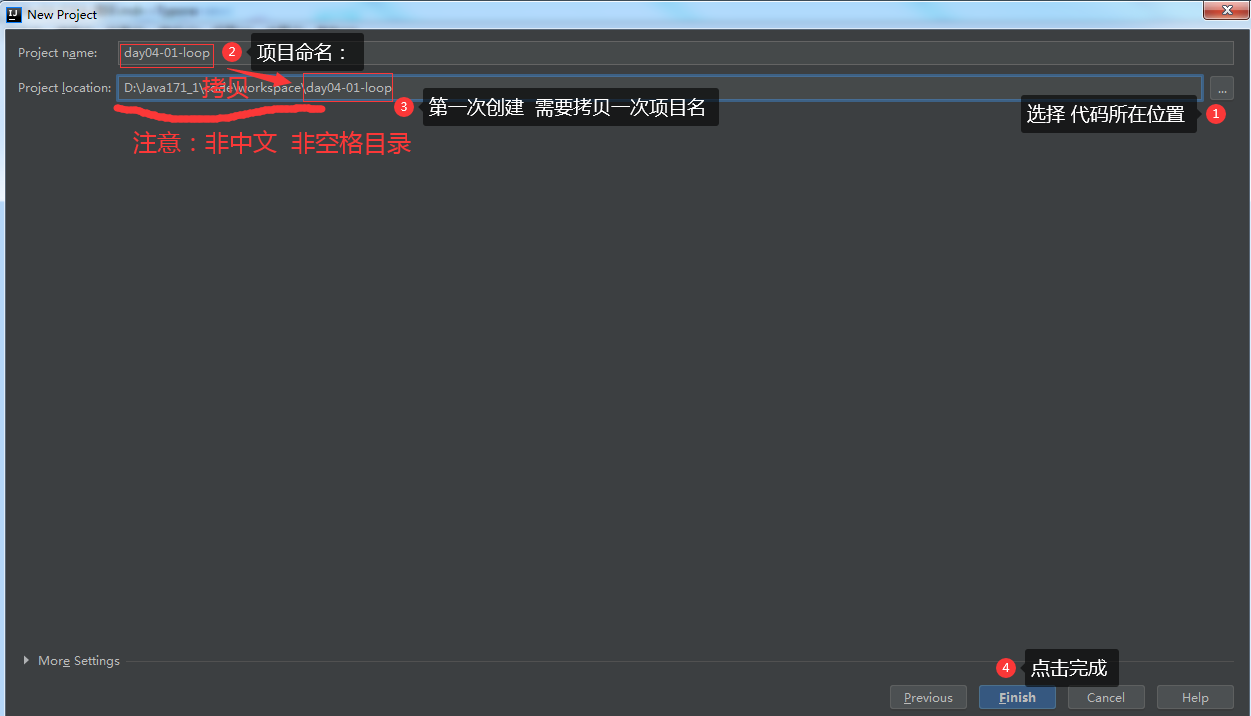 New Project
Project name: day04-01-loop 2 项目命名：
Project location: D:\Java171_1\code\workspace\day04-01-loop ...
拷贝
3 第一次创建 需要拷贝一次项目名
选择 代码所在位置 1
注意：非中文 非空格目录
More Settings
4 点击完成
Previous Finish Cancel Help